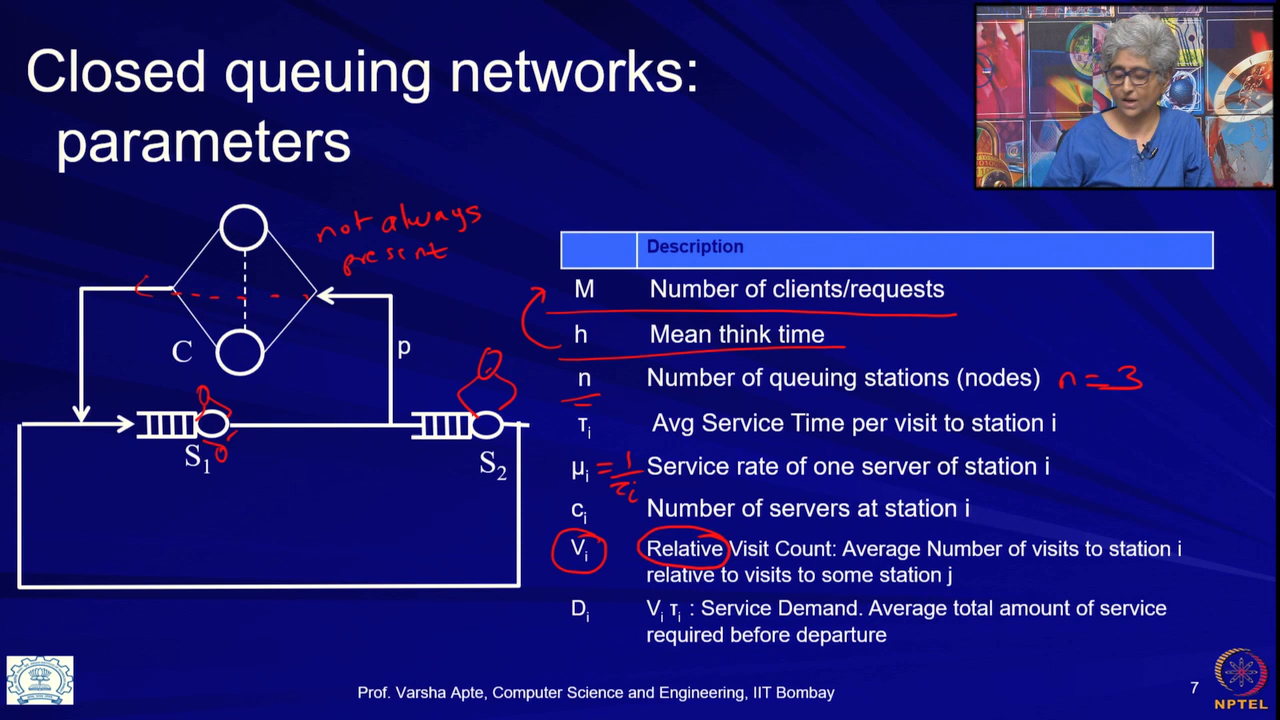 Closed queuing networks:
parameters
not always
present
C
p
S1
S2
Description
M Number of clients/requests
h Mean think time
n Number of queuing stations (nodes) n = 3
τi Avg Service Time per visit to station i
μi = 1/τi Service rate of one server of station i
ci Number of servers at station i
Vi Relative Visit Count: Average Number of visits to station i
relative to visits to some station j
Di Vi τi : Service Demand. Average total amount of service
required before departure
Prof. Varsha Apte, Computer Science and Engineering, IIT Bombay
7
NPTEL